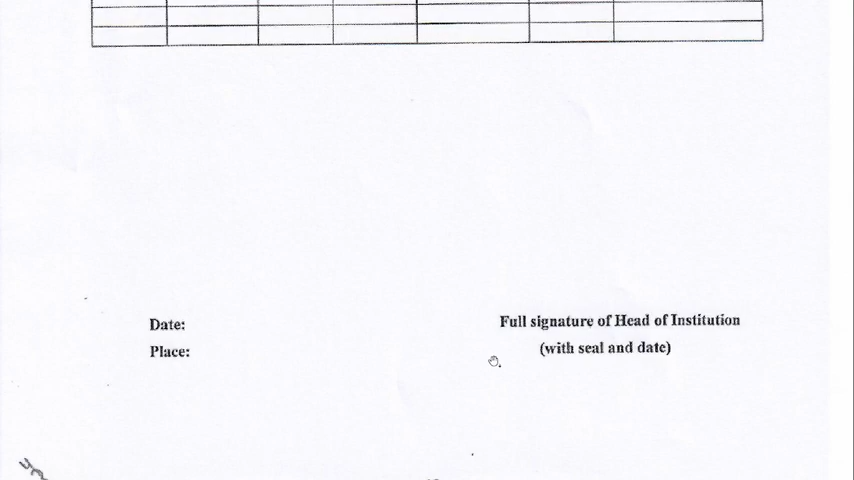 Date:
Full signature of Head of Institution
Place:
(with seal and date)